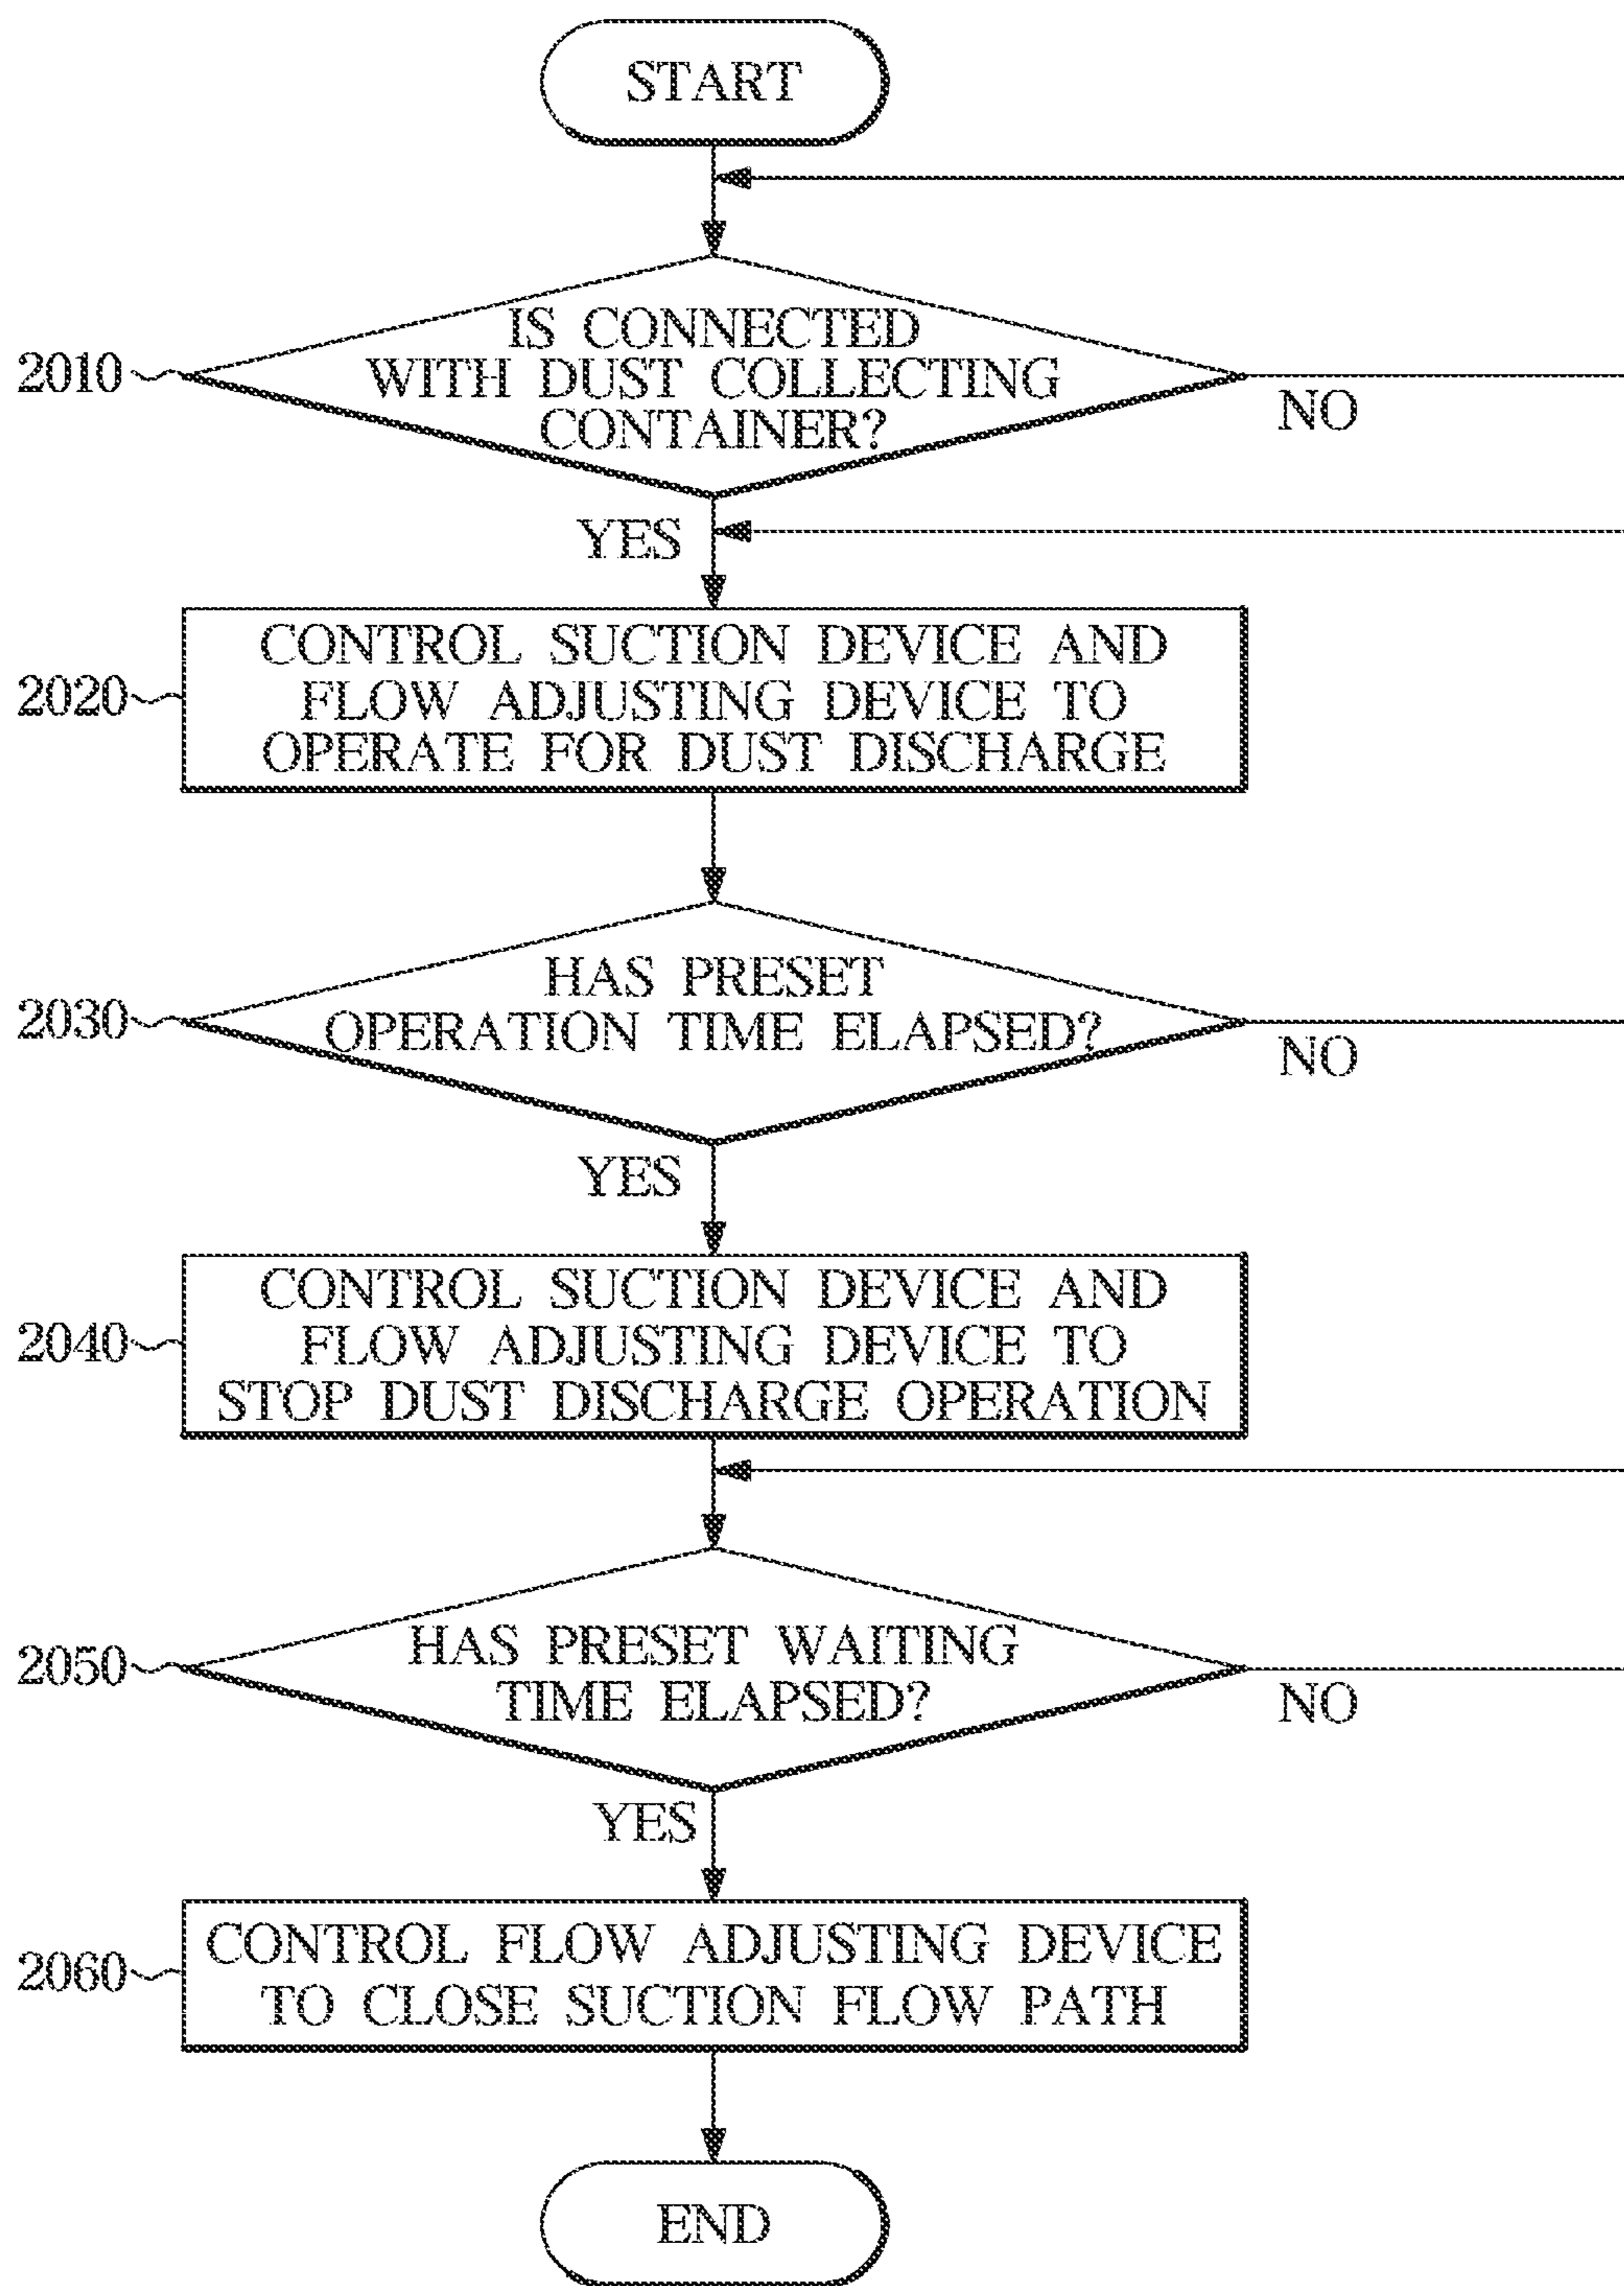 START
IS CONNECTED
2010
WITH DUST COLLECTING
CONTAINER?
NO
YES
CONTROL SUCTION DEVICE AND
2020
FLOW ADJUSTING DEVICE TO
OPERATE FOR DUST DISCHARGE
HAS PRESET
2030
OPERATION TIME ELAPSED?
NO
YES
CONTROL SUCTION DEVICE AND
2040
FLOW ADJUSTING DEVICE TO
STOP DUST DISCHARGE OPERATION
HAS PRESET WAITING
2050
TIME ELAPSED?
NO
YES
CONTROL FLOW ADJUSTING DEVICE
2060
TO CLOSE SUCTION FLOW PATH
END